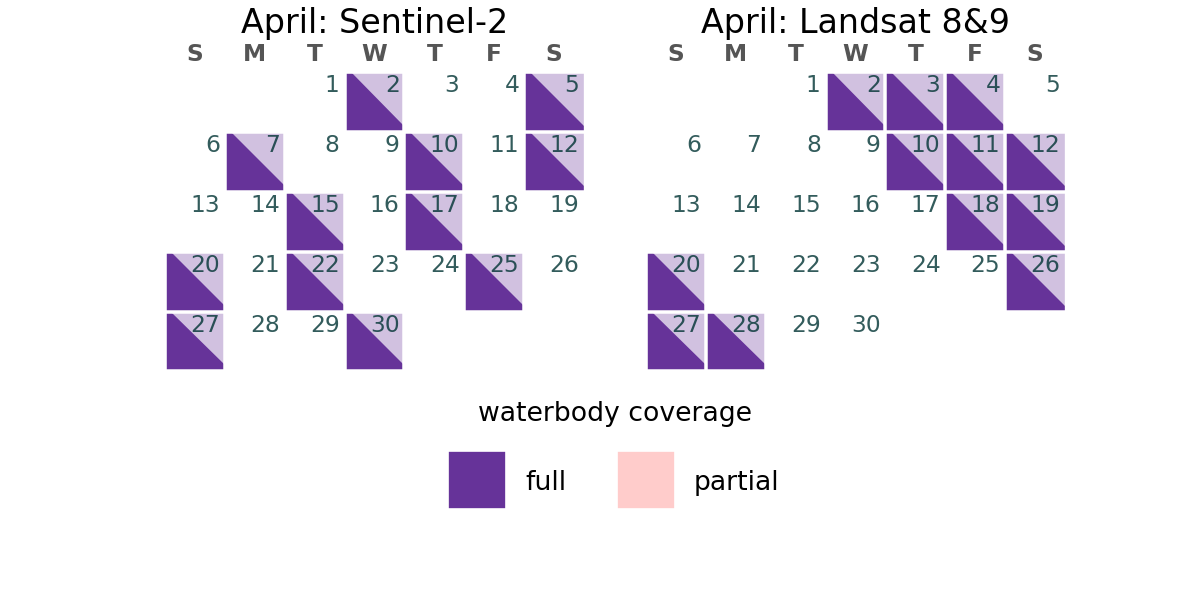 April: Sentinel-2
S M T W T F S
1 2 3 4 5
6 7 8 9 10 11 12
13 14 15 16 17 18 19
20 21 22 23 24 25 26
27 28 29 30
April: Landsat 8&9
S M T W T F S
1 2 3 4 5
6 7 8 9 10 11 12
13 14 15 16 17 18 19
20 21 22 23 24 25 26
27 28 29 30
waterbody coverage
full partial